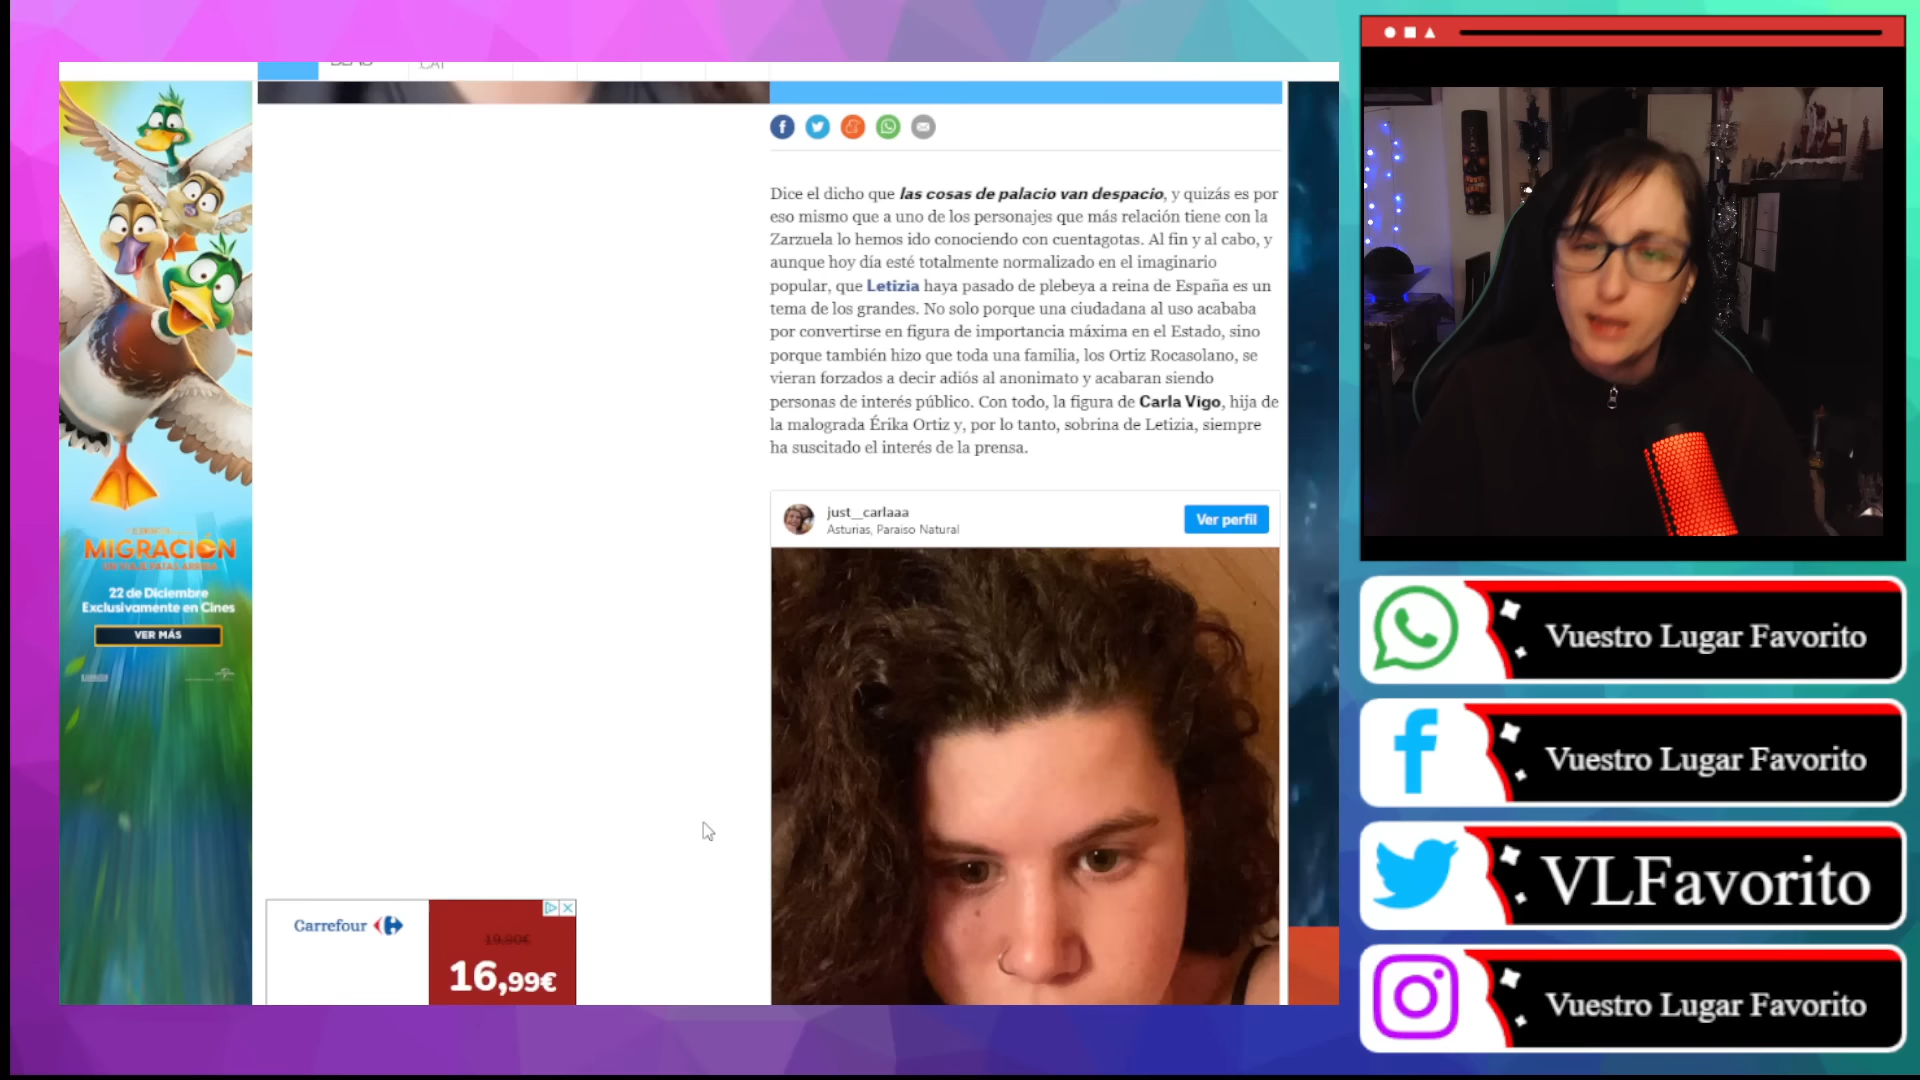 Dice el dicho que las cosas de palacio van despacio, y quizás es por
eso mismo que a uno de los personajes que más relación tiene con la
Zarzuela lo hemos ido conociendo con cuentagotas. Al fin y al cabo, y
aunque hoy día esté totalmente normalizado en el imaginario
popular, que Letizia haya pasado de plebeya a reina de España es un
tema de los grandes. No solo porque una ciudadana al uso acababa
por convertirse en figura de importancia máxima en el Estado, sino
porque también hizo que toda una familia, los Ortiz Rocasolano, se
vieran forzados a decir adiós al anonimato y acabaran siendo
personas de interés público. Con todo, la figura de Carla Vigo, hija de
la malograda Érika Ortiz y, por lo tanto, sobrina de Letizia, siempre
ha suscitado el interés de la prensa.
just__carlaaa
Asturias, Paraiso Natural
Ver perfil
MIGRACIÓN
22 de Diciembre
Exclusivamente en Cines
VER MÁS
Carrefour
19,90€
16,99€
Vuestro Lugar Favorito
Vuestro Lugar Favorito
VLFavorito
Vuestro Lugar Favorito